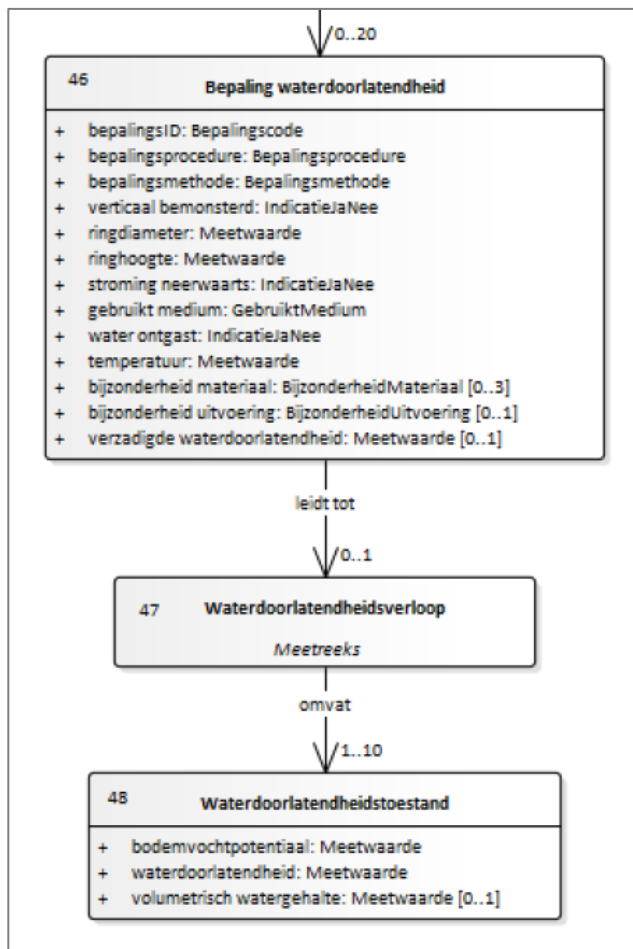 0..20
46
Bepaling waterdoorlatendheid
+ bepalingsID: Bepalingscode
+ bepalingsprocedure: Bepalingsprocedure
+ bepalingsmethode: Bepalingsmethode
+ verticaal bemonsterd: IndicatieJaNee
+ ringdiameter: Meetwaarde
+ ringhoogte: Meetwaarde
+ stroming neerwaarts: IndicatieJaNee
+ gebruikt medium: GebruiktMedium
+ water ontgast: IndicatieJaNee
+ temperatuur: Meetwaarde
+ bijzonderheid materiaal: BijzonderheidMateriaal [0..3]
+ bijzonderheid uitvoering: BijzonderheidUitvoering [0..1]
+ verzadigde waterdoorlatendheid: Meetwaarde [0..1]
leidt tot
0..1
47
Waterdoorlatendheidsverloop
Meetreeks
omvat
1..10
48
Waterdoorlatendheidstoestand
+ bodemvochtpotentiaal: Meetwaarde
+ waterdoorlatendheid: Meetwaarde
+ volumetrisch watergehalte: Meetwaarde [0..1]